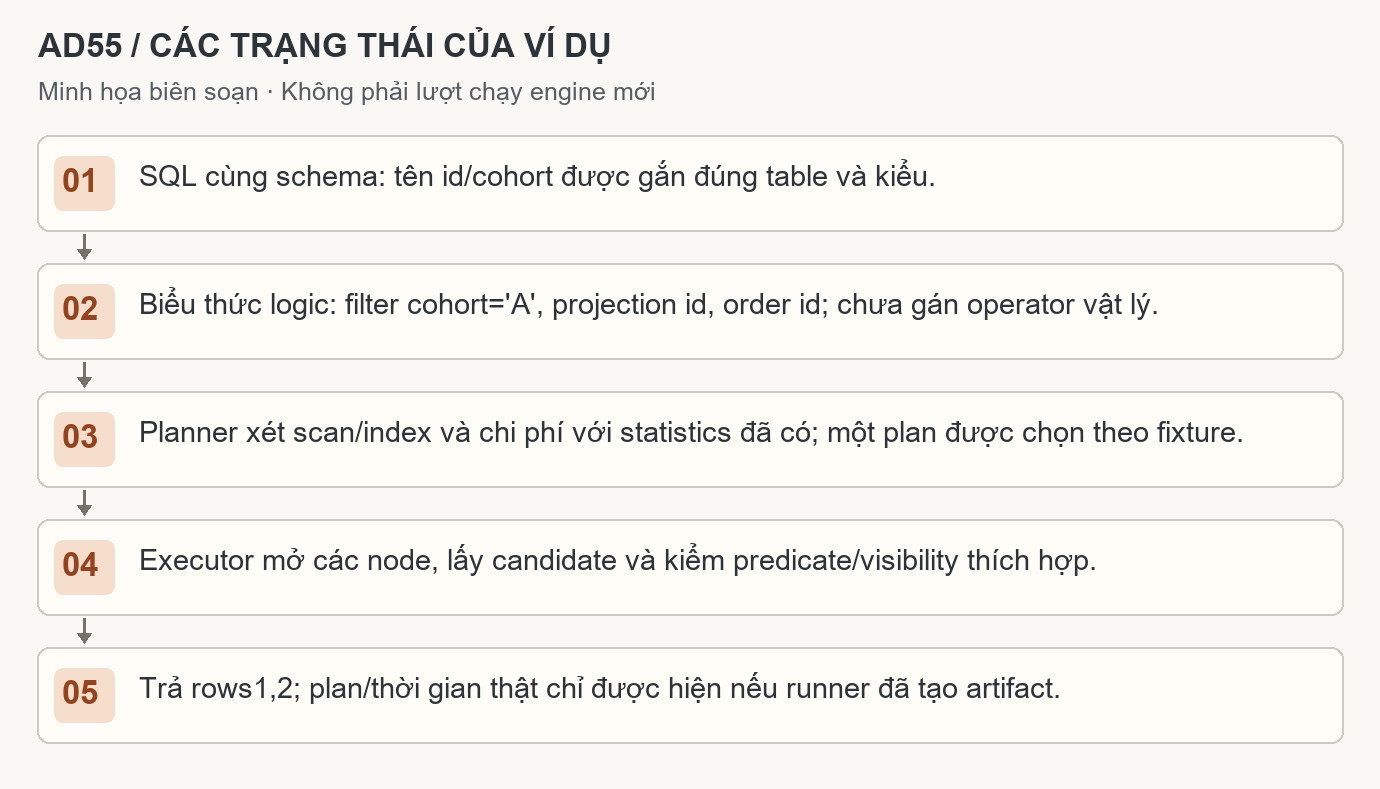 AD55 / CÁC TRẠNG THÁI CỦA VÍ DỤ
Minh họa biên soạn · Không phải lượt chạy engine mới
01
SQL cùng schema: tên id/cohort được gắn đúng table và kiểu.
02
Biểu thức logic: filter cohort='A', projection id, order id; chưa gán operator vật lý.
03
Planner xét scan/index và chi phí với statistics đã có; một plan được chọn theo fixture.
04
Executor mở các node, lấy candidate và kiểm predicate/visibility thích hợp.
05
Trả rows1,2; plan/thời gian thật chỉ được hiện nếu runner đã tạo artifact.